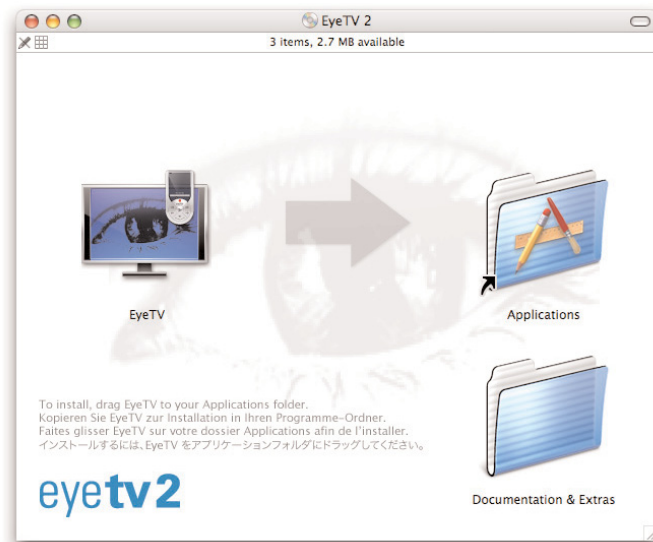 EyeTV 2
3 items, 2.7 MB available
EyeTV
Applications
To install, drag EyeTV to your Applications folder.
Kopieren Sie EyeTV zur Installation in Ihren Programme-Ordner.
Faites glisser EyeTV sur votre dossier Applications afin de l'installer.
インストールするには、EyeTV をアプリケーションフォルダにドラッグしてください。
eyetv2
Documentation & Extras